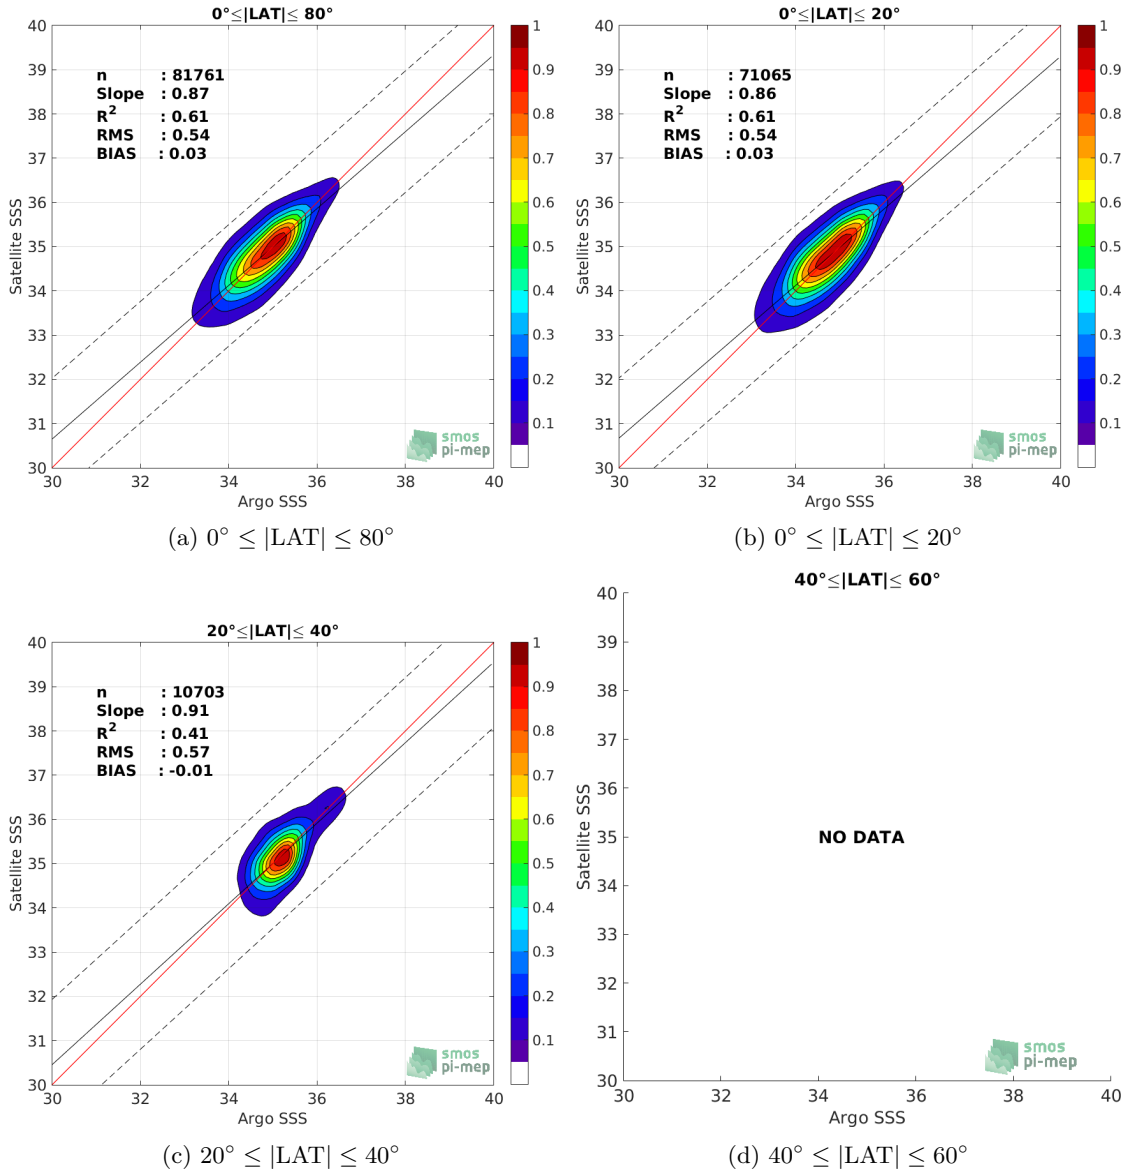 0°≤|LAT|≤ 80°
40
39
38
37
36
35
34
33
32
31
30
Satellite SSS
n : 81761
Slope : 0.87
R² : 0.61
RMS : 0.54
BIAS : 0.03
1
0.9
0.8
0.7
0.6
0.5
0.4
0.3
0.2
0.1
smos
pi-mep
30 32 34 36 38 40
Argo SSS
(a) 0° ≤ |LAT| ≤ 80°
0°≤|LAT|≤ 20°
40
39
38
37
36
35
34
33
32
31
30
Satellite SSS
n : 71065
Slope : 0.86
R² : 0.61
RMS : 0.54
BIAS : 0.03
1
0.9
0.8
0.7
0.6
0.5
0.4
0.3
0.2
0.1
smos
pi-mep
30 32 34 36 38 40
Argo SSS
(b) 0° ≤ |LAT| ≤ 20°
20°≤|LAT|≤ 40°
40
39
38
37
36
35
34
33
32
31
30
Satellite SSS
n : 10703
Slope : 0.91
R² : 0.41
RMS : 0.57
BIAS : -0.01
1
0.9
0.8
0.7
0.6
0.5
0.4
0.3
0.2
0.1
smos
pi-mep
30 32 34 36 38 40
Argo SSS
(c) 20° ≤ |LAT| ≤ 40°
40°≤|LAT|≤ 60°
40
39
38
37
36
35
34
33
32
31
30
Satellite SSS
NO DATA
smos
pi-mep
30 32 34 36 38 40
Argo SSS
(d) 40° ≤ |LAT| ≤ 60°